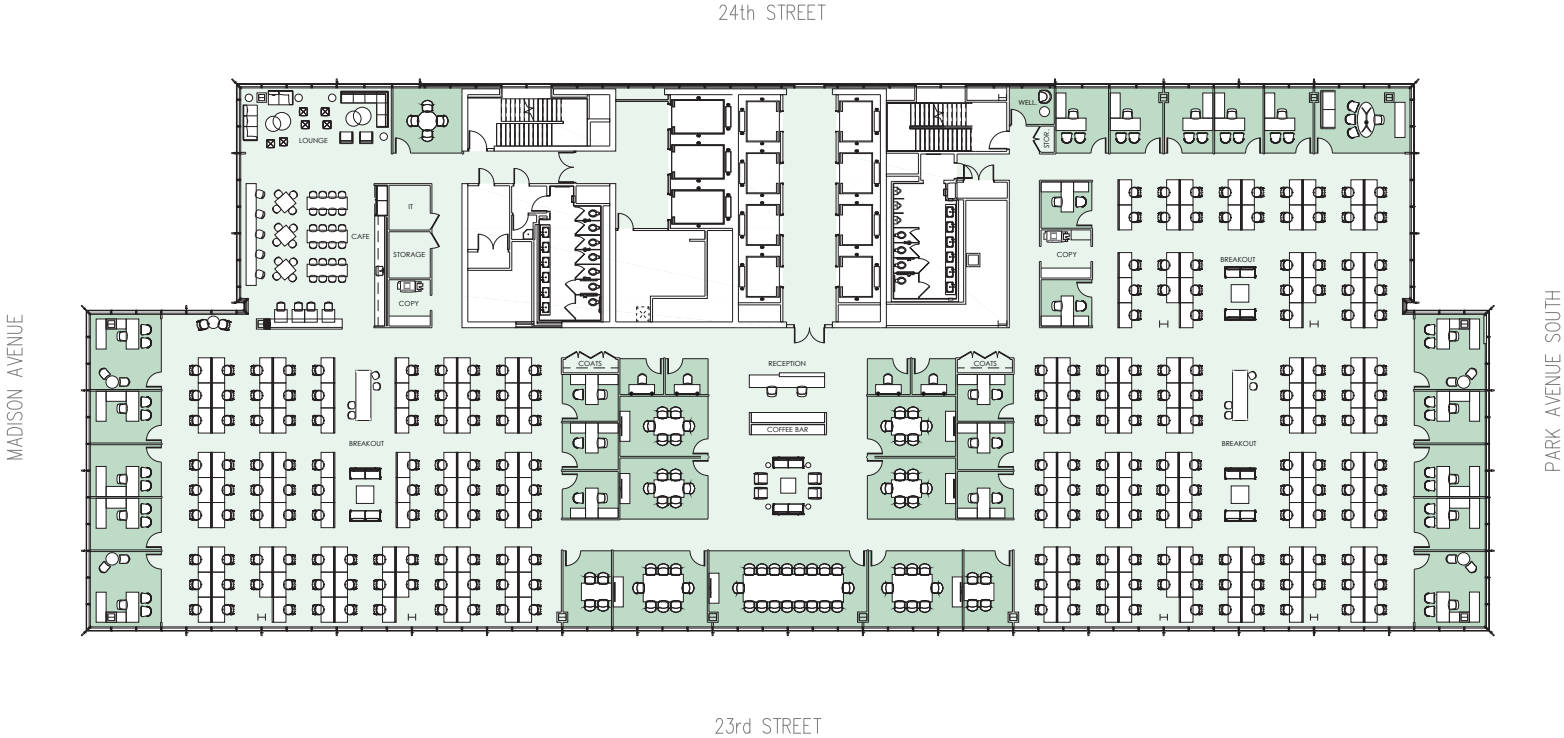 24th STREET
WELL.
STOR.
LOUNGE
IT
CAFE
STORAGE
COPY
COPY
BREAKOUT
MADISON AVENUE
PARK AVENUE SOUTH
COATS
RECEPTION
COATS
COFFEE BAR
BREAKOUT
BREAKOUT
23rd STREET